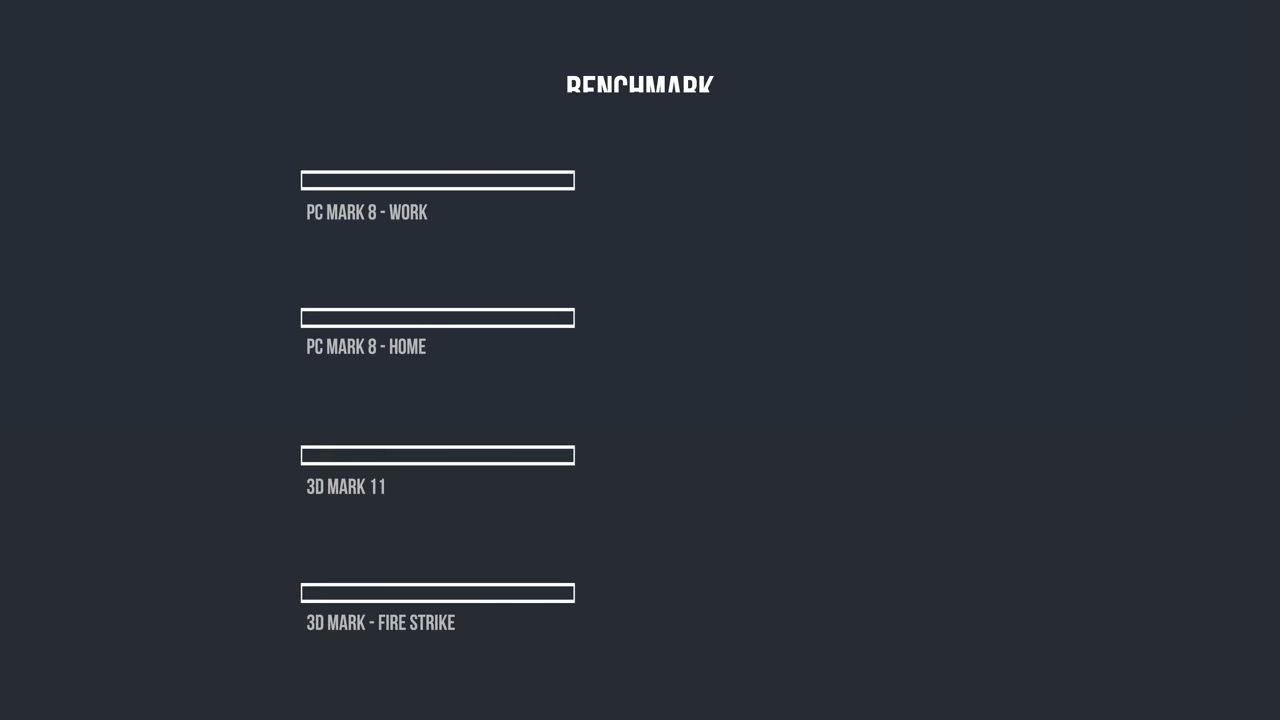 BENCHMARK
PC MARK 8 - WORK
PC MARK 8 - HOME
3D MARK 11
3D MARK - FIRE STRIKE